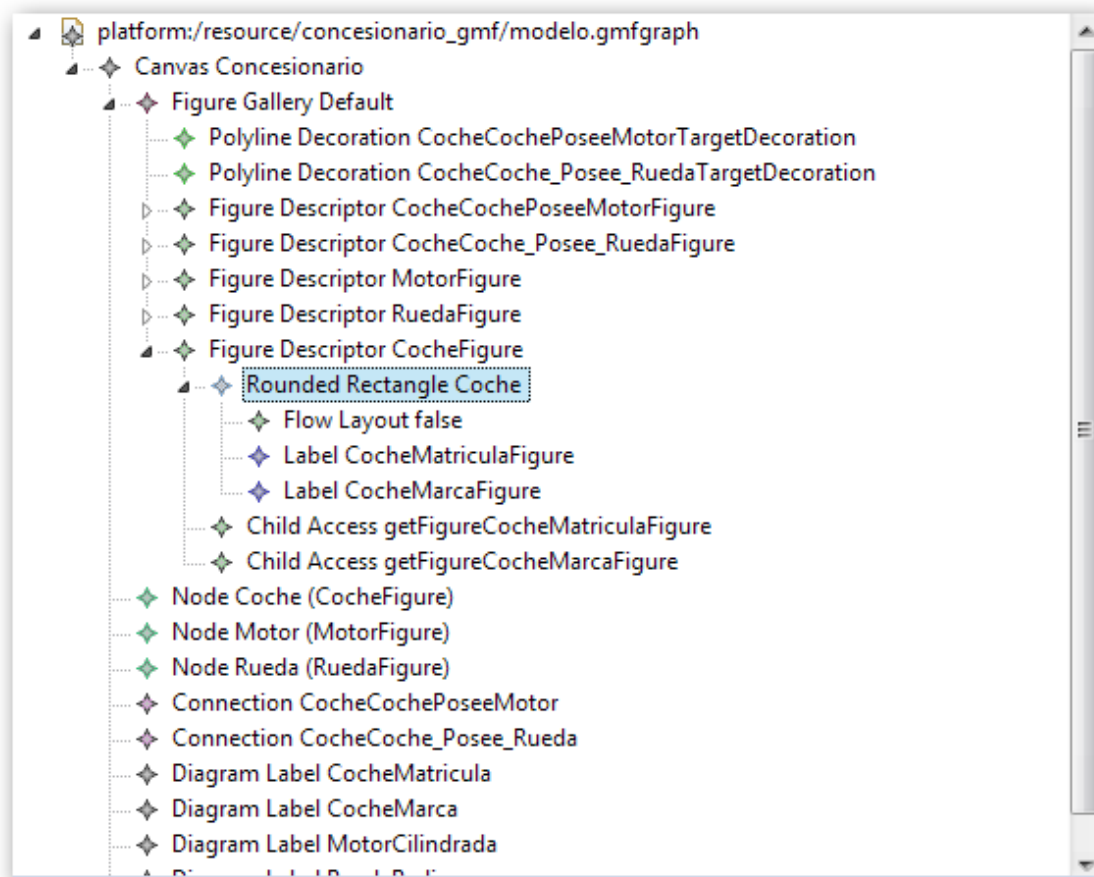 platform:/resource/concesionario_gmf/modelo.gmfgraph
Canvas Concesionario
Figure Gallery Default
Polyline Decoration CocheCochePoseeMotorTargetDecoration
Polyline Decoration CocheCoche_Posee_RuedaTargetDecoration
Figure Descriptor CocheCochePoseeMotorFigure
Figure Descriptor CocheCoche_Posee_RuedaFigure
Figure Descriptor MotorFigure
Figure Descriptor RuedaFigure
Figure Descriptor CocheFigure
Rounded Rectangle Coche
Flow Layout false
Label CocheMatriculaFigure
Label CocheMarcaFigure
Child Access getFigureCocheMatriculaFigure
Child Access getFigureCocheMarcaFigure
Node Coche (CocheFigure)
Node Motor (MotorFigure)
Node Rueda (RuedaFigure)
Connection CocheCochePoseeMotor
Connection CocheCoche_Posee_Rueda
Diagram Label CocheMatricula
Diagram Label CocheMarca
Diagram Label MotorCilindrada
Diagram Label